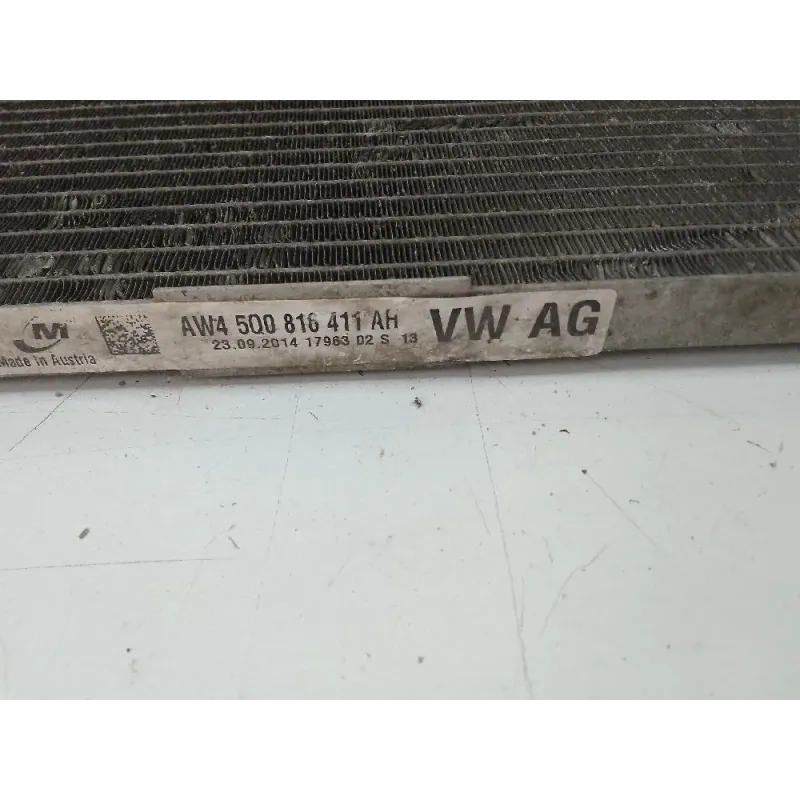 M
Made in Austria
AW4 5Q0 816 411 AH
23.09.2014 17963 02 S 13
VW AG